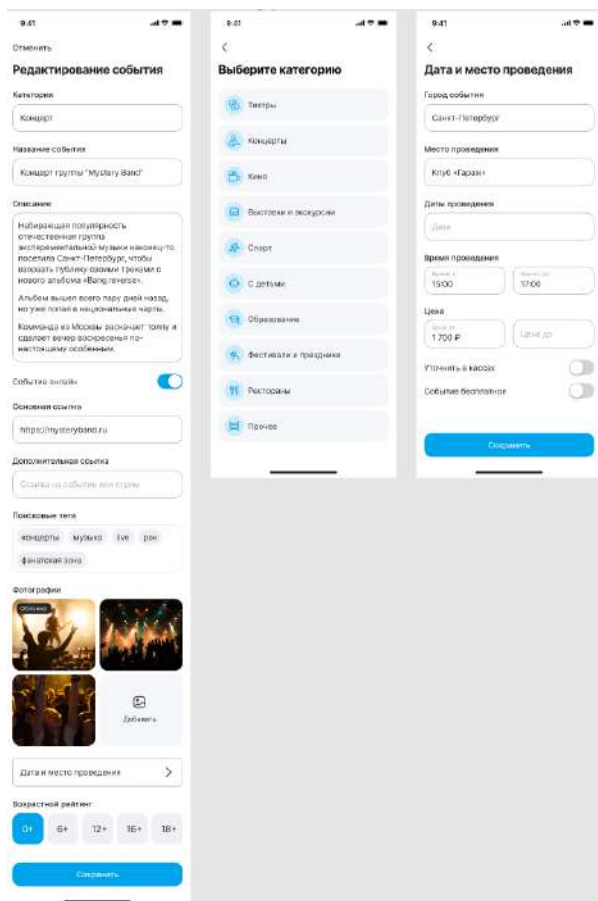 9:41
Отменить
Редактирование события
Категория
Концерт
Название события
Концерт группы "Mystery Band"
Описание
Набирающая популярность
отечественная группа
экспериментальной музыки наконец-то
посетила Санкт-Петербург, чтобы
взорвать публику своими треками с
нового альбома «Bang reverse».
Альбом вышел всего пару дней назад,
но уже попал в национальные чарты.
Команда из Москвы раскачает толпу и
сделает вечер воскресенья по-
настоящему особенным.
Событие онлайн
Основная ссылка
https://mysteryband.ru
Дополнительная ссылка
Ссылка на событие или стрим
Поисковые теги
концерты музыка live рок
фанатская зона
Фотографии
Обложка
Добавить
Дата и место проведения
Возрастной рейтинг
0+ 6+ 12+ 16+ 18+
Сохранить
9:41
Выберите категорию
Театры
Концерты
Кино
Выставки и экскурсии
Спорт
С детьми
Образование
Фестивали и праздники
Рестораны
Прочее
9:41
Дата и место проведения
Город события
Санкт-Петербург
Место проведения
Клуб «Гараж»
Даты проведения
Дата
Время проведения
15:00 17:00
Цена
Цена от
1 700 ₽ Цена до
Уточнить в кассах
Событие бесплатное
Сохранить